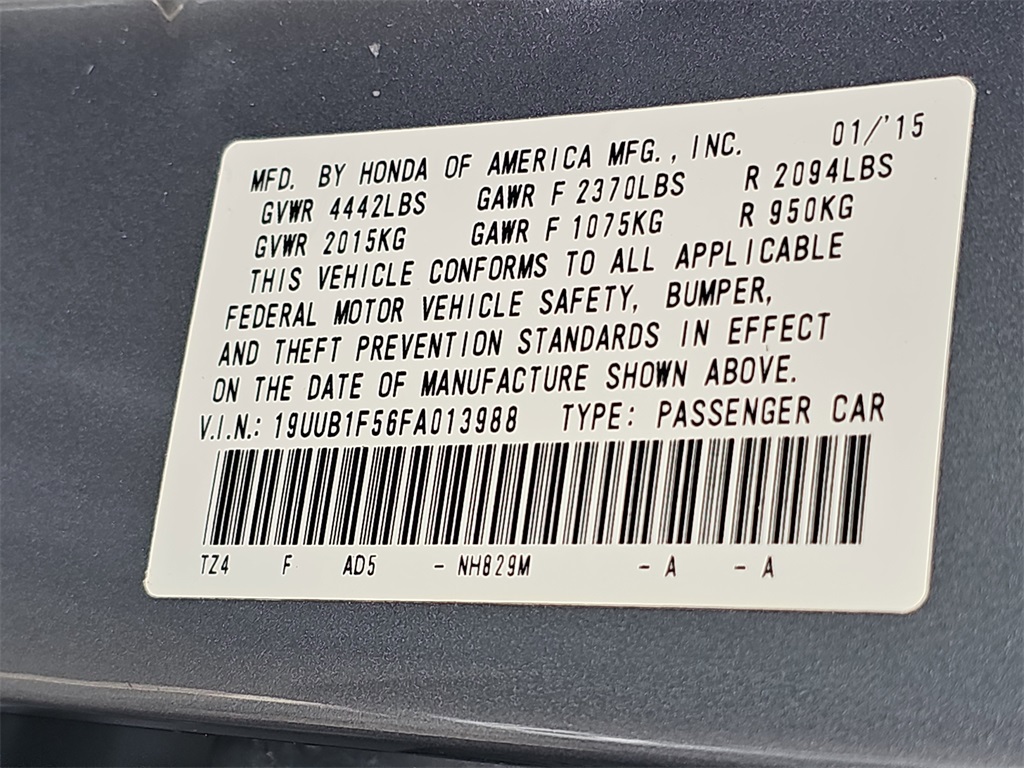 MFD. BY HONDA OF AMERICA MFG., INC. 01/'15
GVWR 4442LBS GAWR F 2370LBS R 2094LBS
GVWR 2015KG GAWR F 1075KG R 950KG
THIS VEHICLE CONFORMS TO ALL APPLICABLE
FEDERAL MOTOR VEHICLE SAFETY, BUMPER,
AND THEFT PREVENTION STANDARDS IN EFFECT
ON THE DATE OF MANUFACTURE SHOWN ABOVE.
V.I.N.: 19UUB1F56FA013988 TYPE: PASSENGER CAR
TZ4 F AD5 - NH829M - A - A